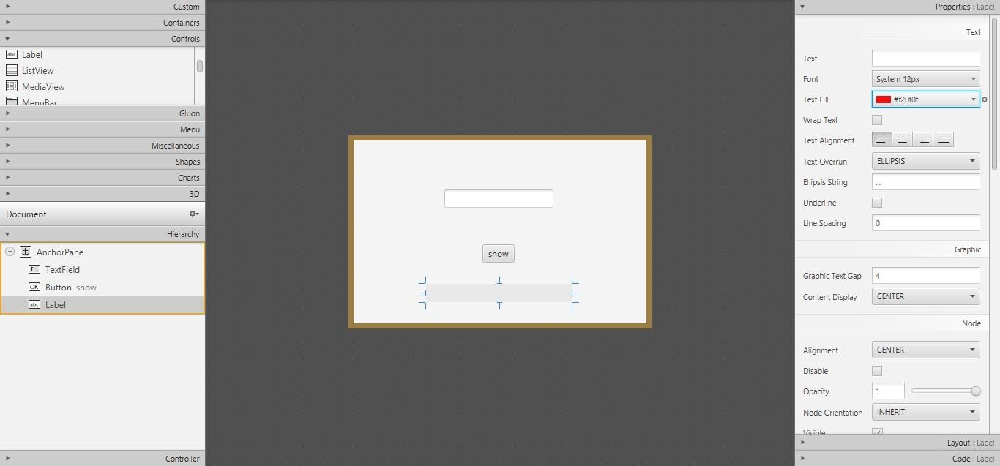 Custom
Containers
Controls
abc Label
ListView
MediaView
MenuBar
Gluon
Menu
Miscellaneous
Shapes
Charts
3D
Document
Hierarchy
AnchorPane
TextField
OK Button show
abc Label
Controller
show
Properties : Label
Text
Text
Font System 12px
Text Fill #f20f0f
Wrap Text
Text Alignment
Text Overrun ELLIPSIS
Ellipsis String ...
Underline
Line Spacing 0
Graphic
Graphic Text Gap 4
Content Display CENTER
Node
Alignment CENTER
Disable
Opacity 1
Node Orientation INHERIT
Visible
Layout : Label
Code : Label